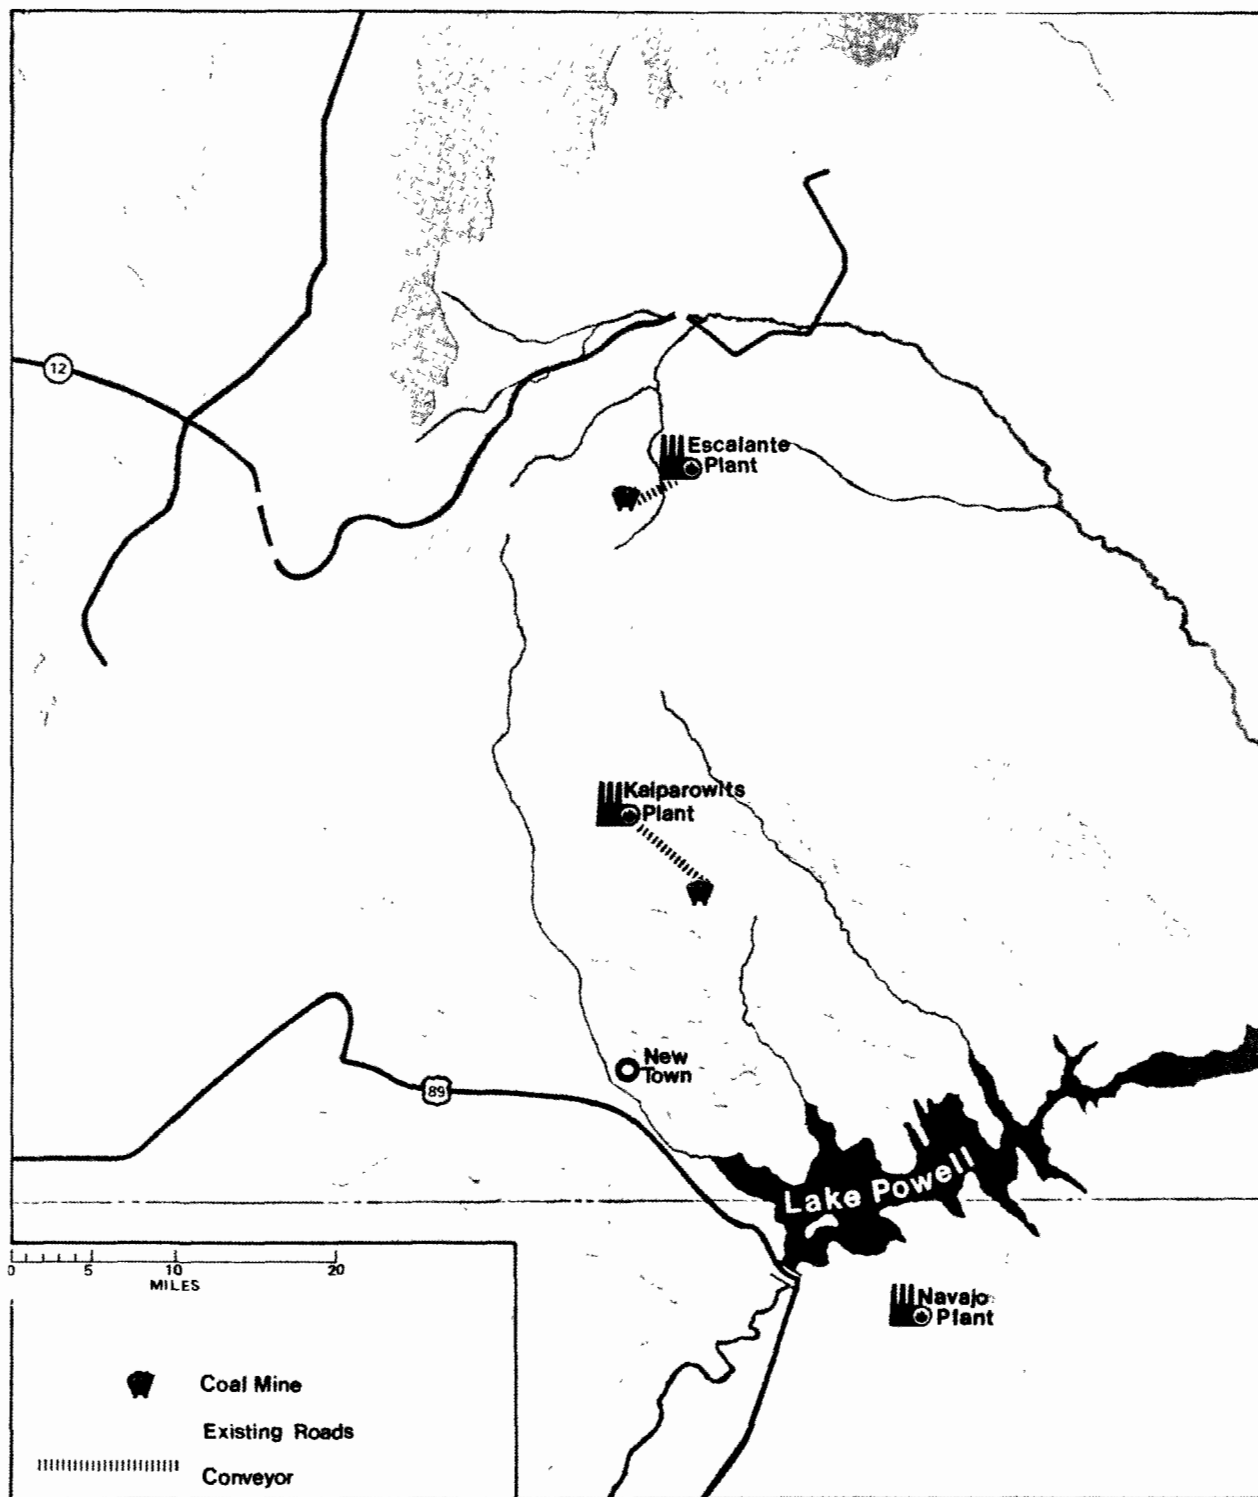 12
Escalante
Plant
Kaiparowits
Plant
New
Town
89
Lake Powell
0 5 10 20
MILES
Navajo
Plant
Coal Mine
Existing Roads
Conveyor